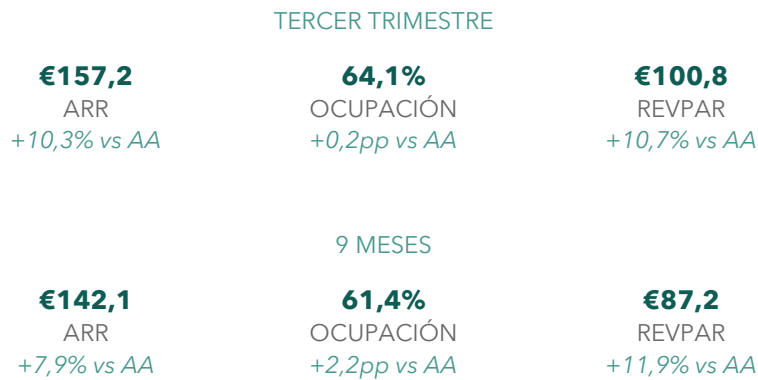 TERCER TRIMESTRE
€157,2 64,1% €100,8
ARR OCUPACIÓN REVPAR
+10,3% vs AA +0,2pp vs AA +10,7% vs AA
9 MESES
€142,1 61,4% €87,2
ARR OCUPACIÓN REVPAR
+7,9% vs AA +2,2pp vs AA +11,9% vs AA